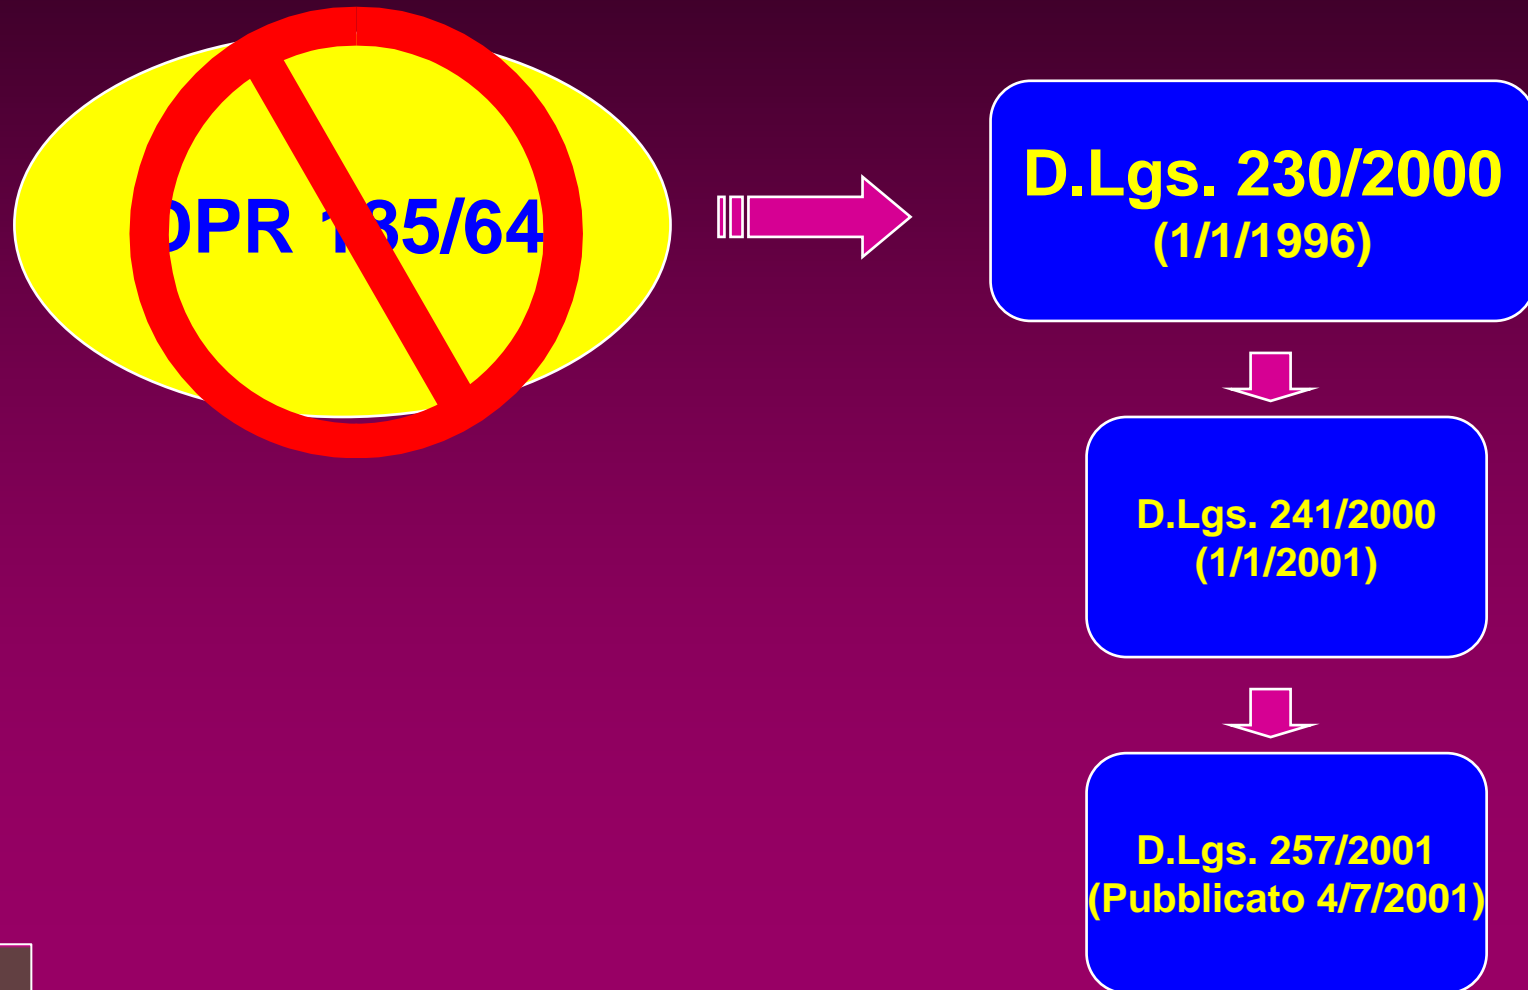 DPR 185/64
D.Lgs. 230/2000
(1/1/1996)
D.Lgs. 241/2000
(1/1/2001)
D.Lgs. 257/2001
(Pubblicato 4/7/2001)